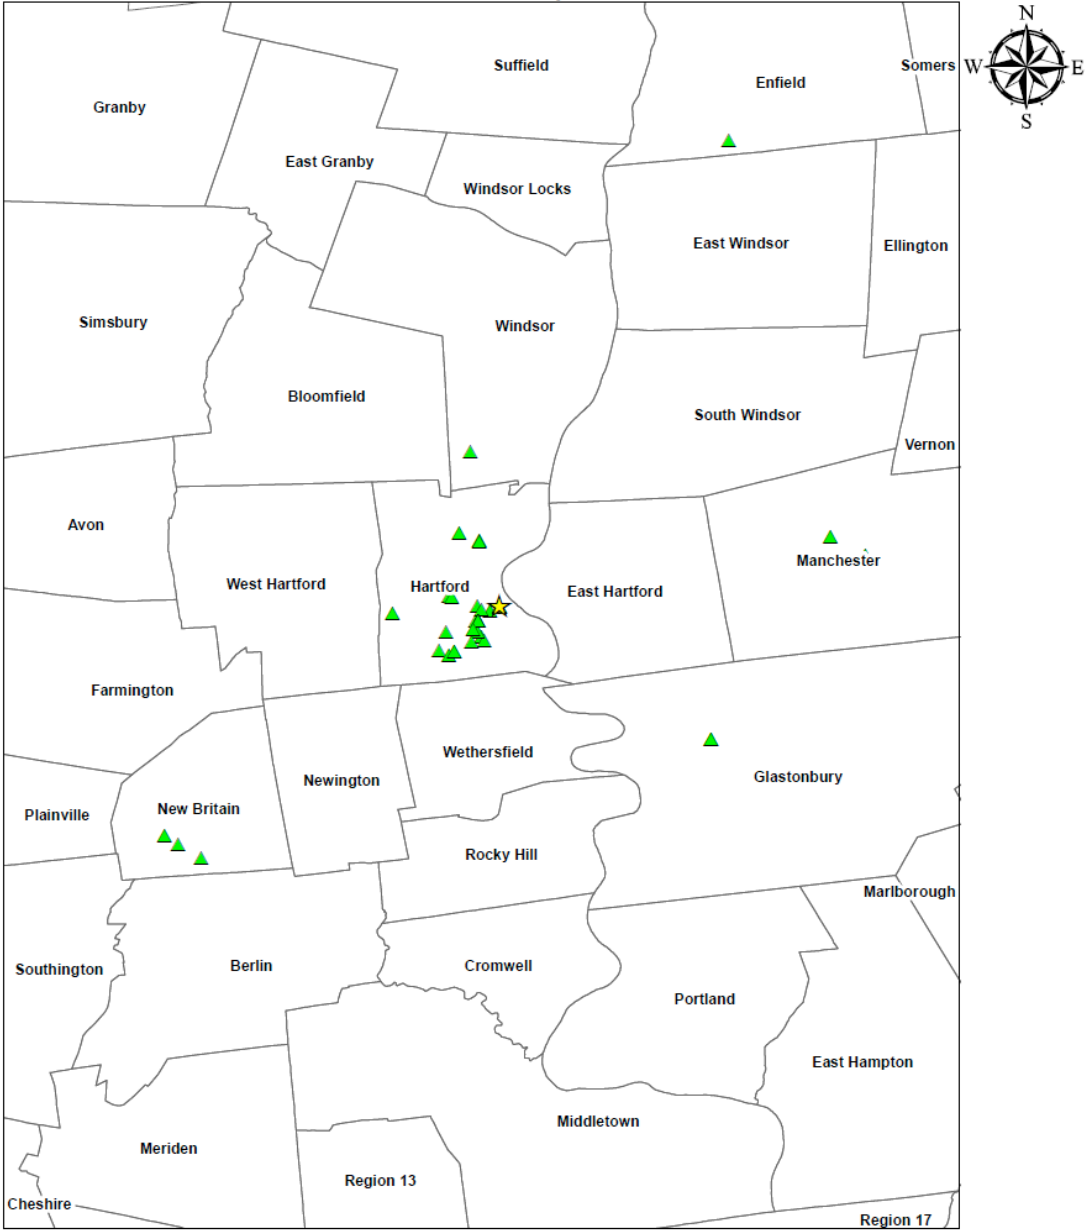 N
Suffield
Somers
W
E
Enfield
Granby
S
East Granby
Windsor Locks
East Windsor
Ellington
Simsbury
Windsor
Bloomfield
South Windsor
Vernon
Avon
Manchester
West Hartford
Hartford
East Hartford
Farmington
Wethersfield
Glastonbury
Newington
New Britain
Plainville
Rocky Hill
Marlborough
Southington
Berlin
Cromwell
Portland
East Hampton
Middletown
Meriden
Region 13
Cheshire
Region 17